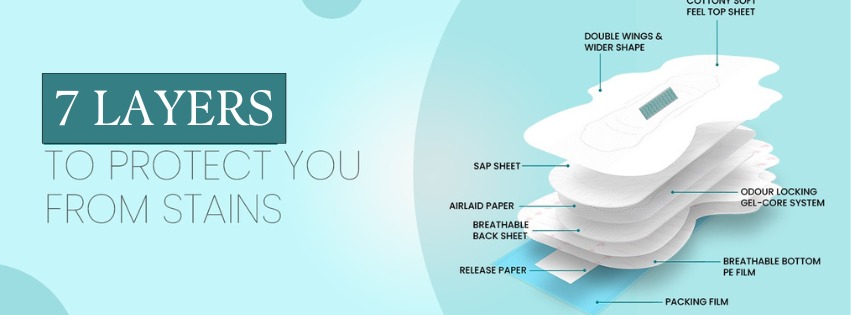 7 LAYERS
TO PROTECT YOU
FROM STAINS
COTTONY SOFT
FEEL TOP SHEET
DOUBLE WINGS &
WIDER SHAPE
SAP SHEET
AIRLAID PAPER
BREATHABLE
BACK SHEET
RELEASE PAPER
ODOUR LOCKING
GEL-CORE SYSTEM
BREATHABLE BOTTOM
PE FILM
PACKING FILM